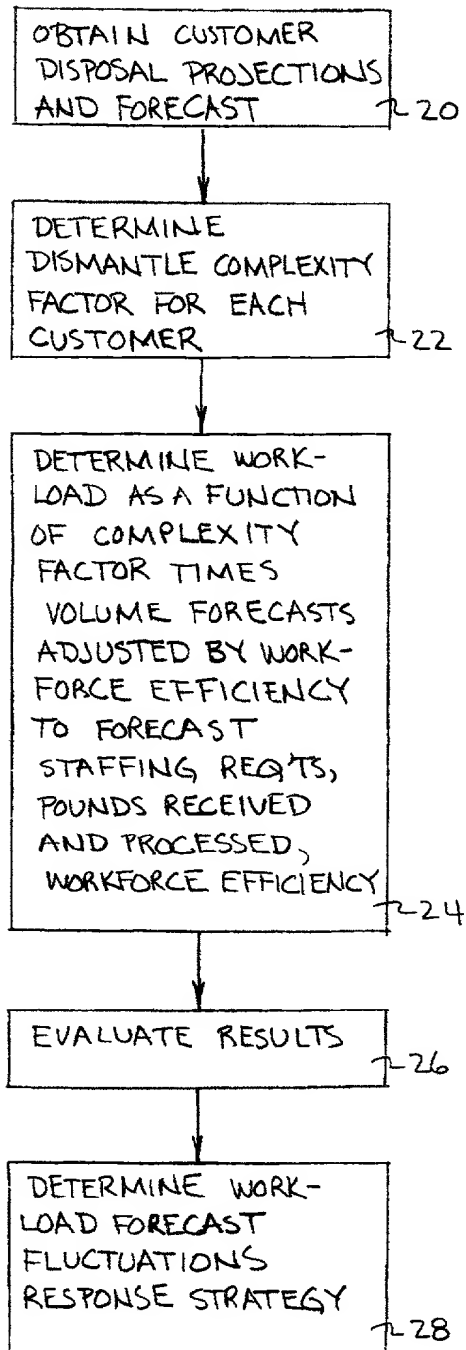 OBTAIN CUSTOMER
DISPOSAL PROJECTIONS
AND FORECAST
20
DETERMINE
DISMANTLE COMPLEXITY
FACTOR FOR EACH
CUSTOMER
22
DETERMINE WORK-
LOAD AS A FUNCTION
OF COMPLEXITY
FACTOR TIMES
VOLUME FORECASTS
ADJUSTED BY WORK-
FORCE EFFICIENCY
TO FORECAST
STAFFING REQ'TS,
POUNDS RECEIVED
AND PROCESSED,
WORKFORCE EFFICIENCY
24
EVALUATE RESULTS
26
DETERMINE WORK-
LOAD FORECAST
FLUCTUATIONS
RESPONSE STRATEGY
28